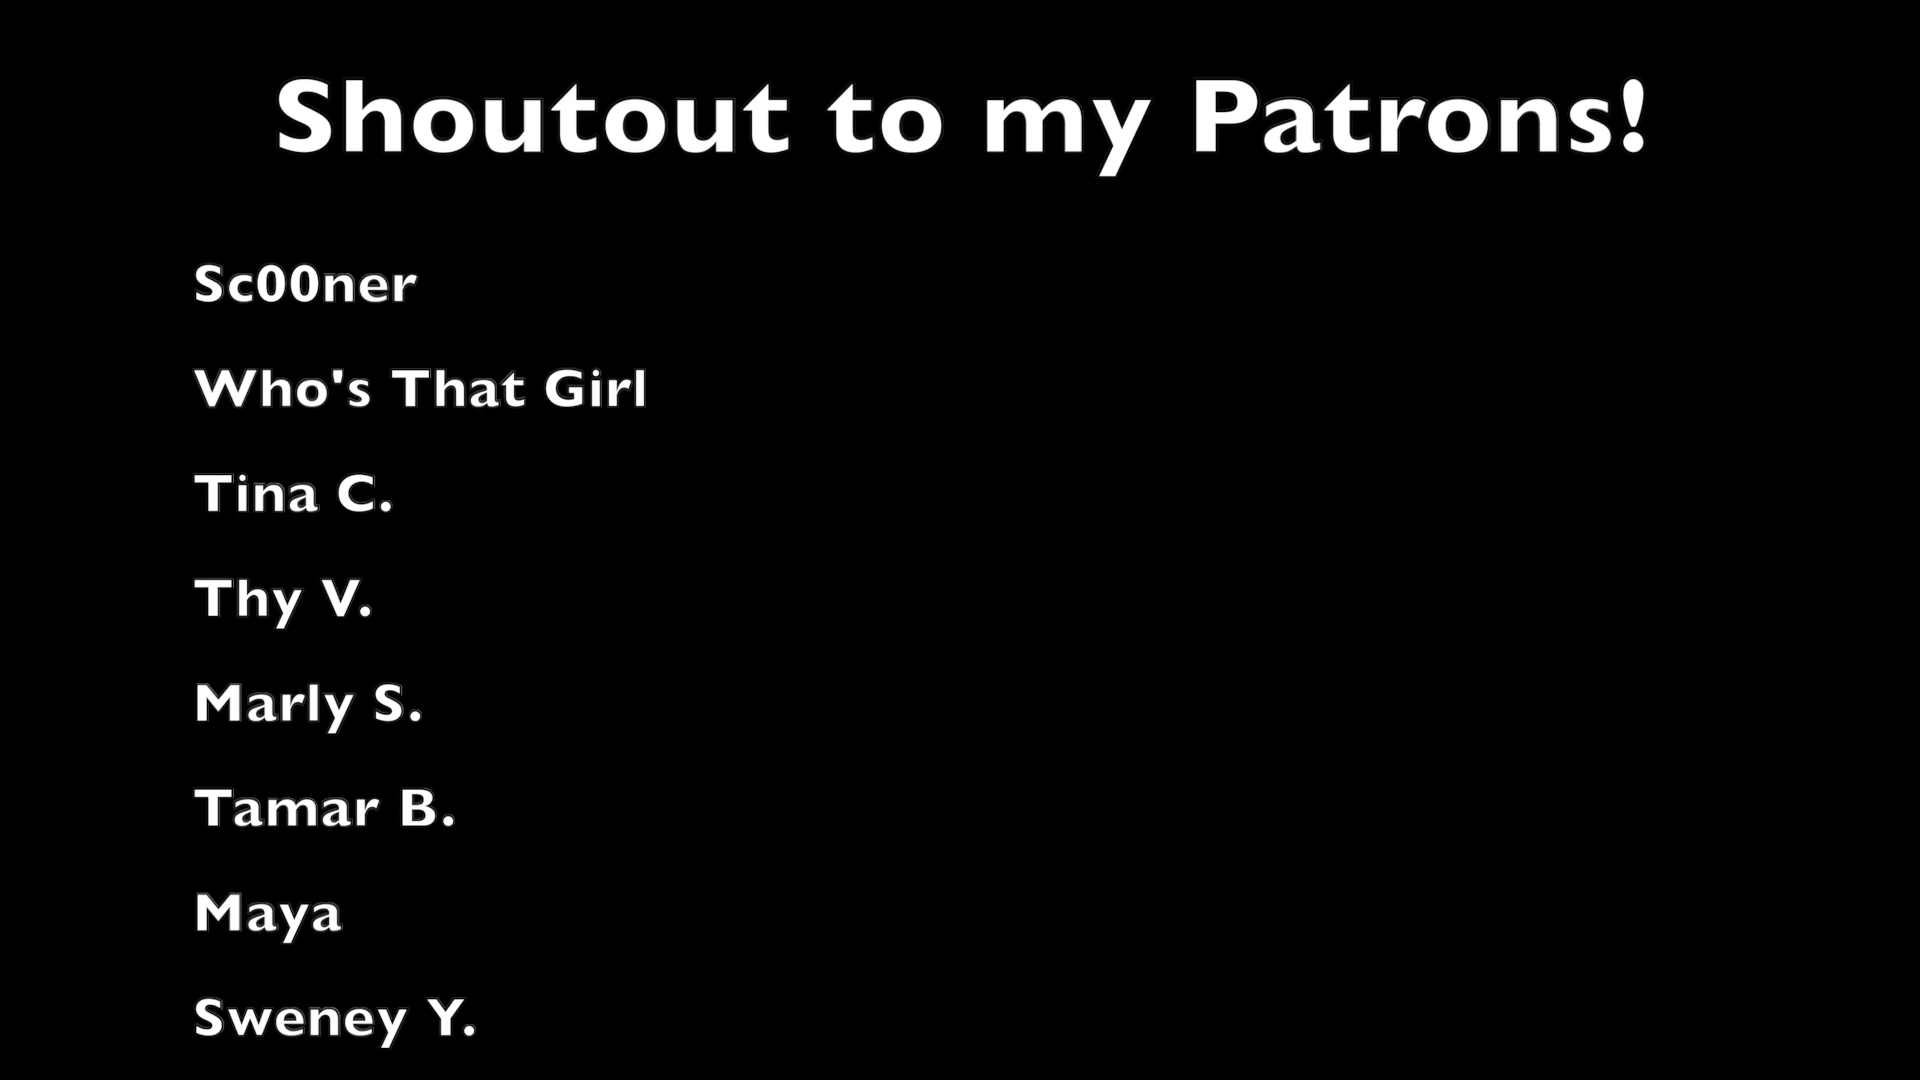 Shoutout to my Patrons!
Sc00ner
Who's That Girl
Tina C.
Thy V.
Marly S.
Tamar B.
Maya
Sweney Y.